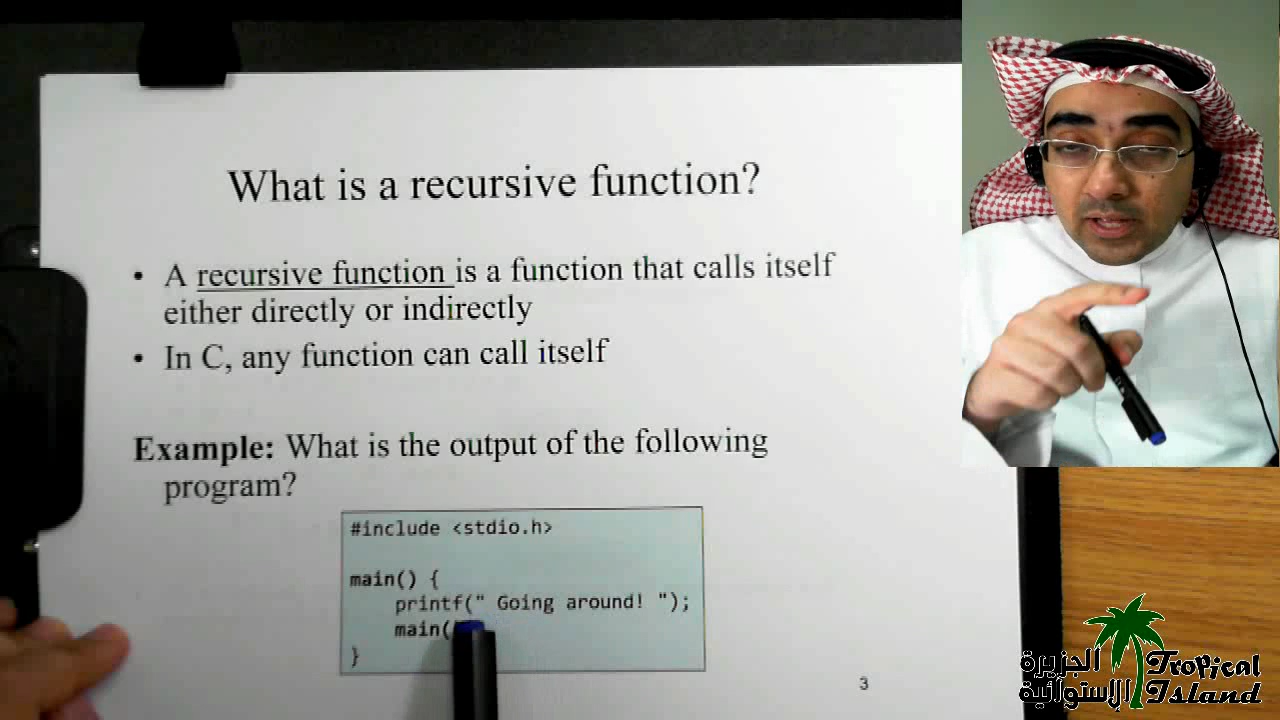 What is a recursive function?
• A recursive function is a function that calls itself
either directly or indirectly
• In C, any function can call itself
Example: What is the output of the following
program?
#include <stdio.h>
main() {
printf(" Going around! ");
main(
}
3
الجزيرة
الإستوائية
Tropical
Island